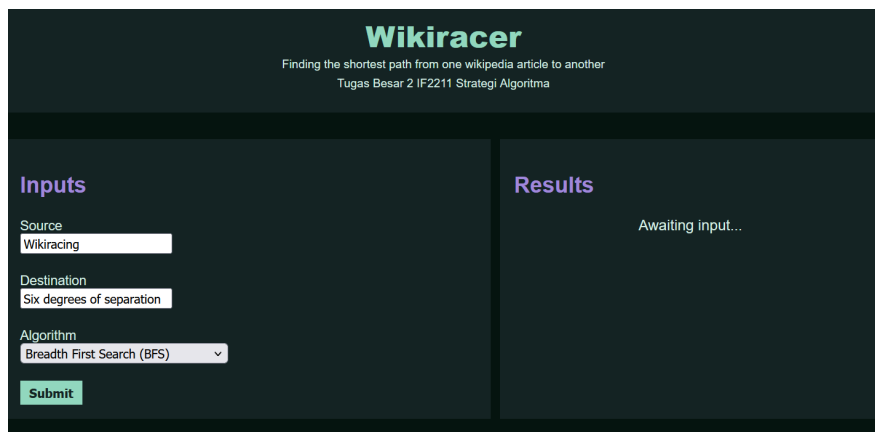 Wikiracer
Finding the shortest path from one wikipedia article to another
Tugas Besar 2 IF2211 Strategi Algoritma
Inputs
Source
Wikiracing
Destination
Six degrees of separation
Algorithm
Breadth First Search (BFS)
Submit
Results
Awaiting input...